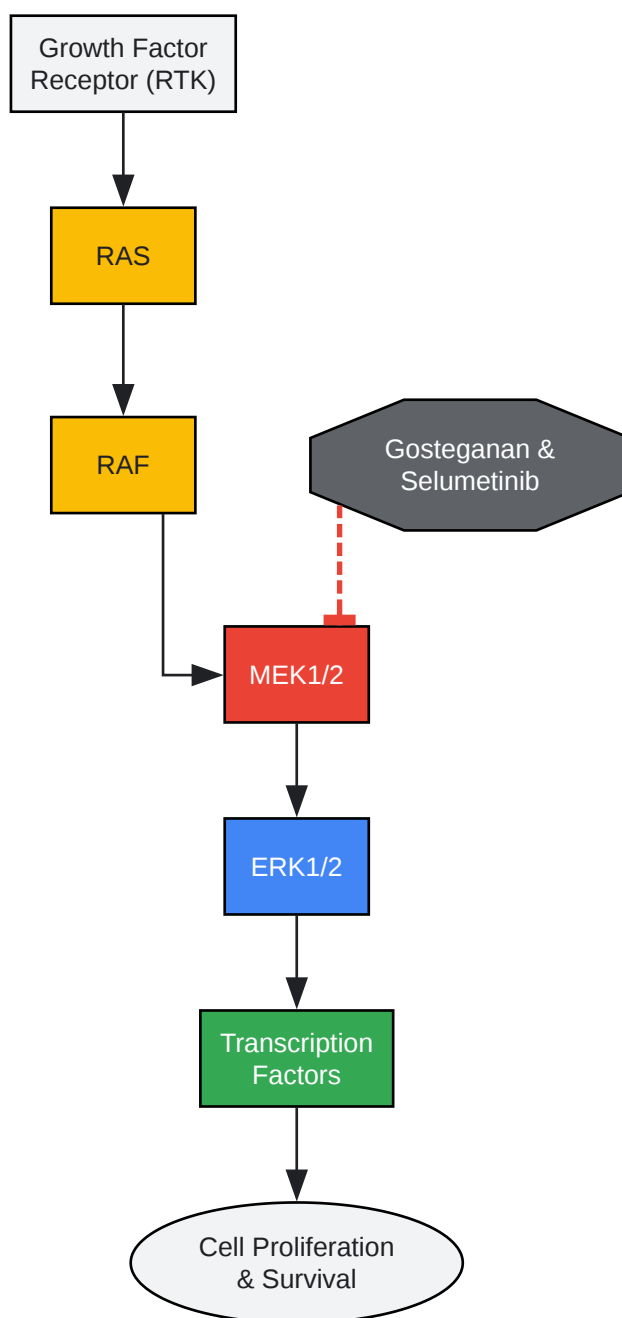 Growth Factor
Receptor (RTK)
RAS
RAF
Gosteganan &
Selumetinib
MEK1/2
ERK1/2
Transcription
Factors
Cell Proliferation
& Survival